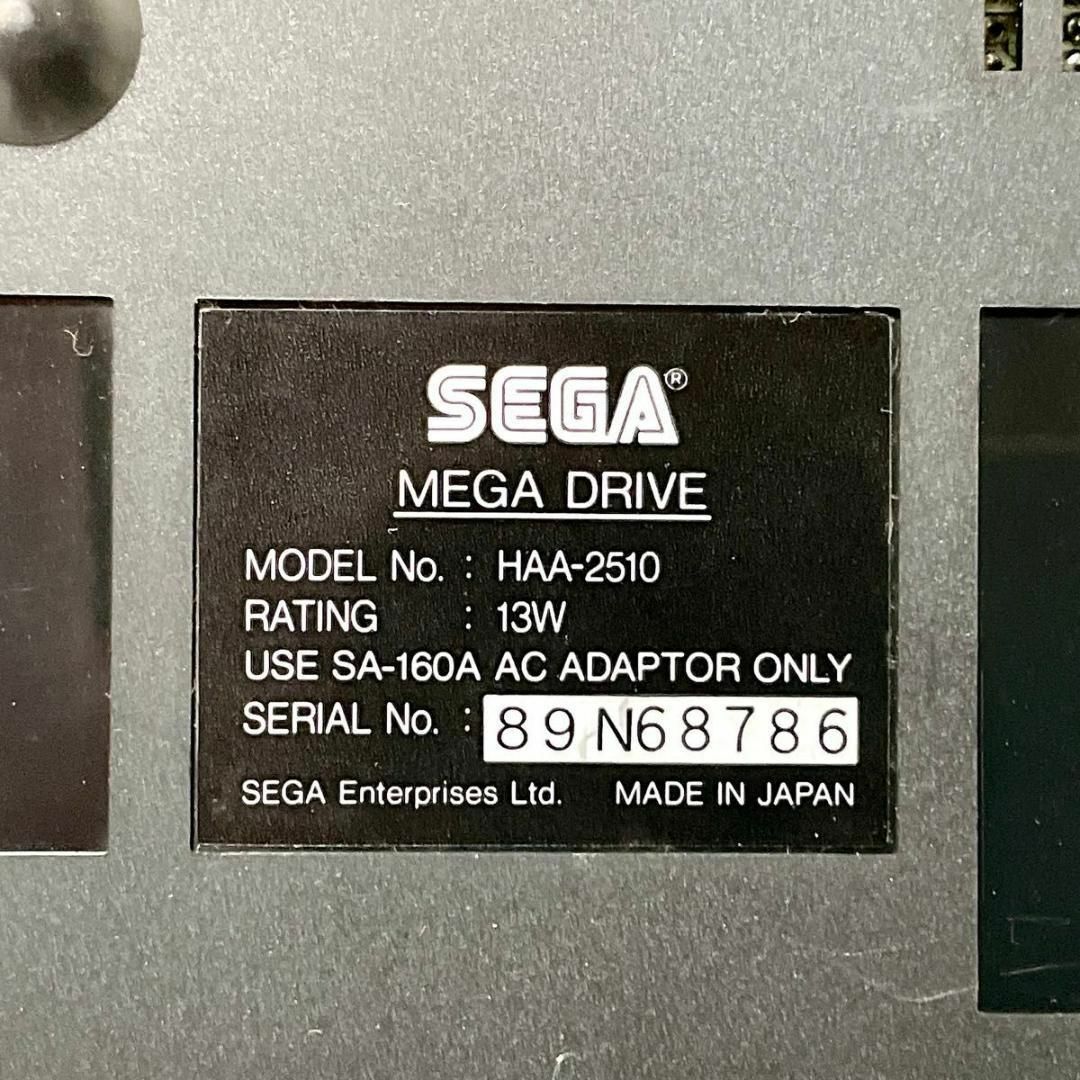 SEGA®
MEGA DRIVE
MODEL No. : HAA-2510
RATING : 13W
USE SA-160A AC ADAPTOR ONLY
SERIAL No. : 89N68786
SEGA Enterprises Ltd. MADE IN JAPAN